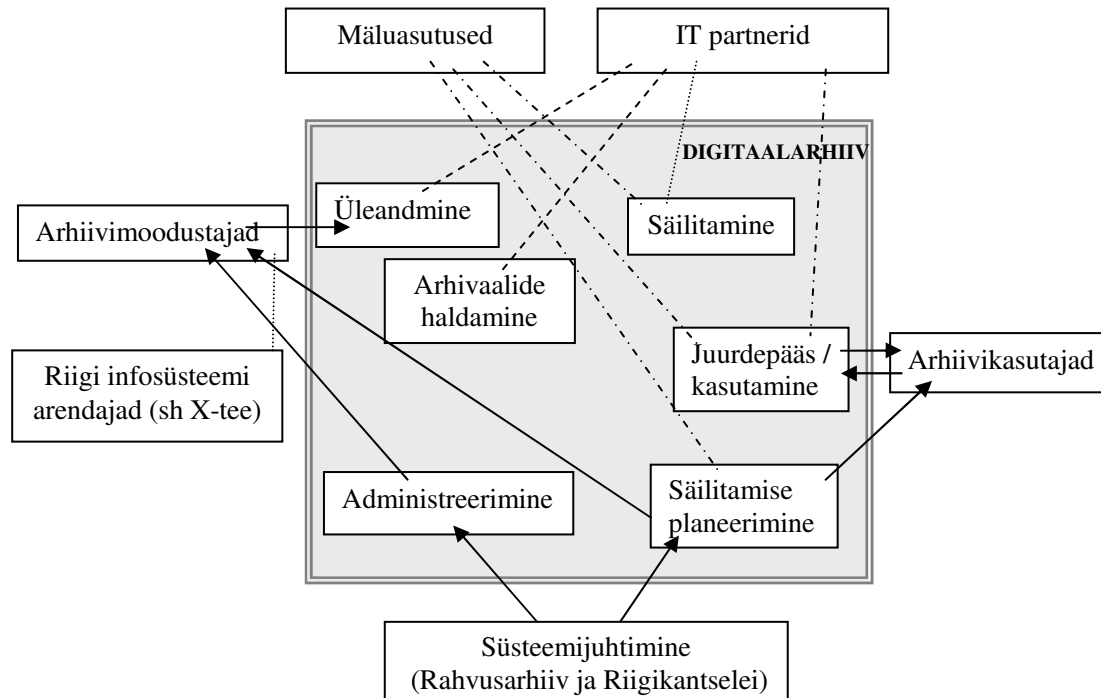 Mäluasutused
IT partnerid
DIGITAALARHIIV
Üleandmine
Säilitamine
Arhiivimoodustajad
Arhivaalide
haldamine
Juurdepääs /
kasutamine
Arhiivikasutajad
Riigi infosüsteemi
arendajad (sh X-tee)
Administreerimine
Säilitamise
planeerimine
Süsteemijuhtimine
(Rahvusarhiiv ja Riigikantselei)